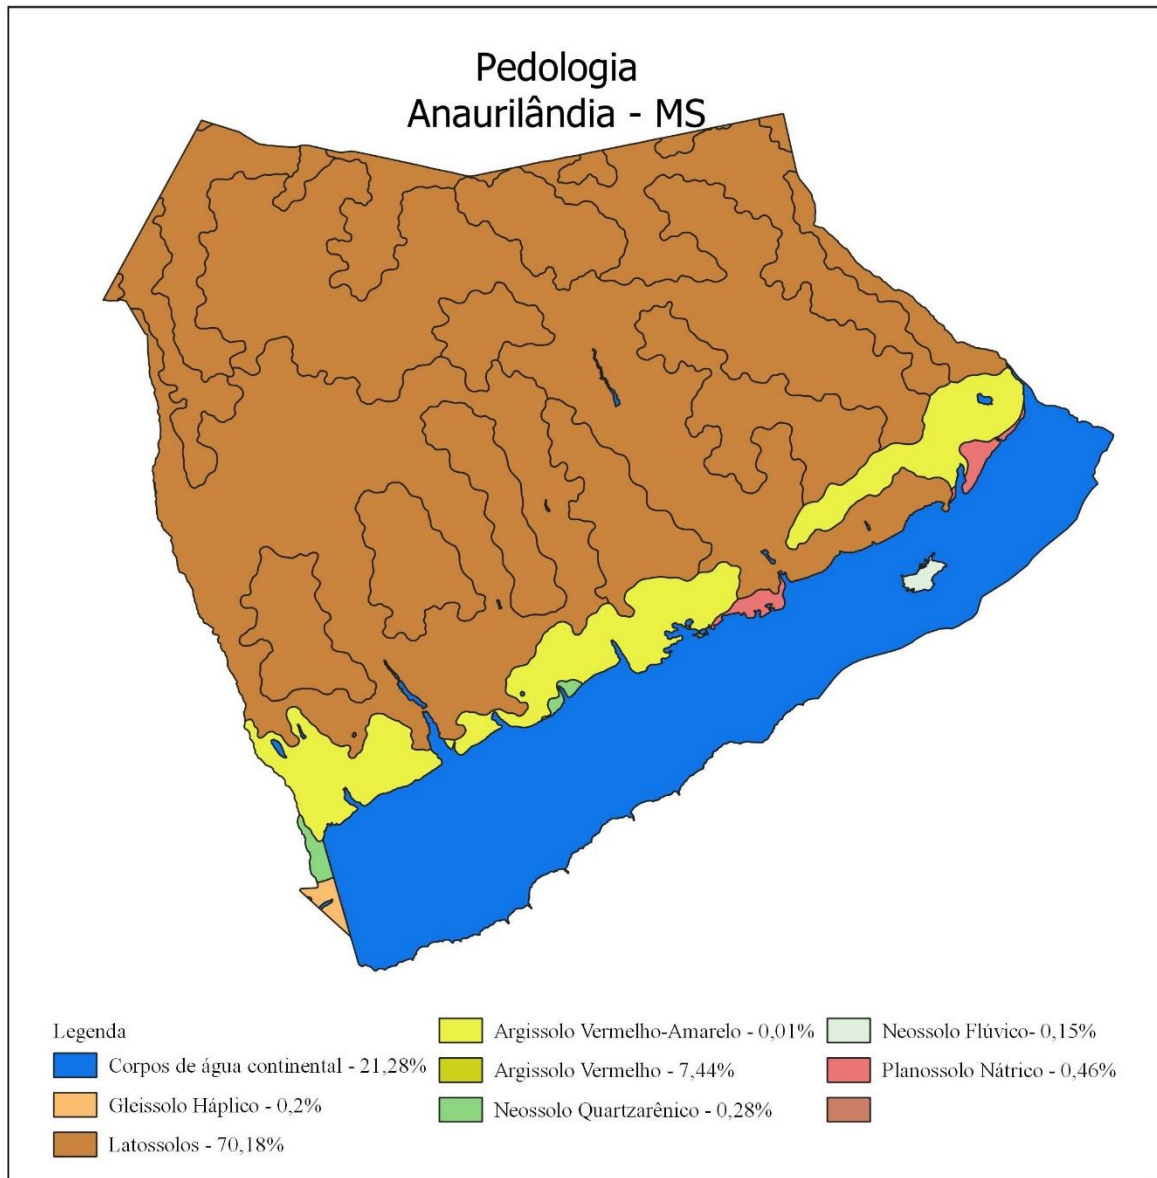 Pedologia
Anaurilândia - MS
Legenda
Corpos de água continental - 21,28%
Gleissolo Háplico - 0,2%
Latossolos - 70,18%
Argissolo Vermelho-Amarelo - 0,01%
Argissolo Vermelho - 7,44%
Neossolo Quartzarênico - 0,28%
Neossolo Flúvico- 0,15%
Planossolo Nátrico - 0,46%